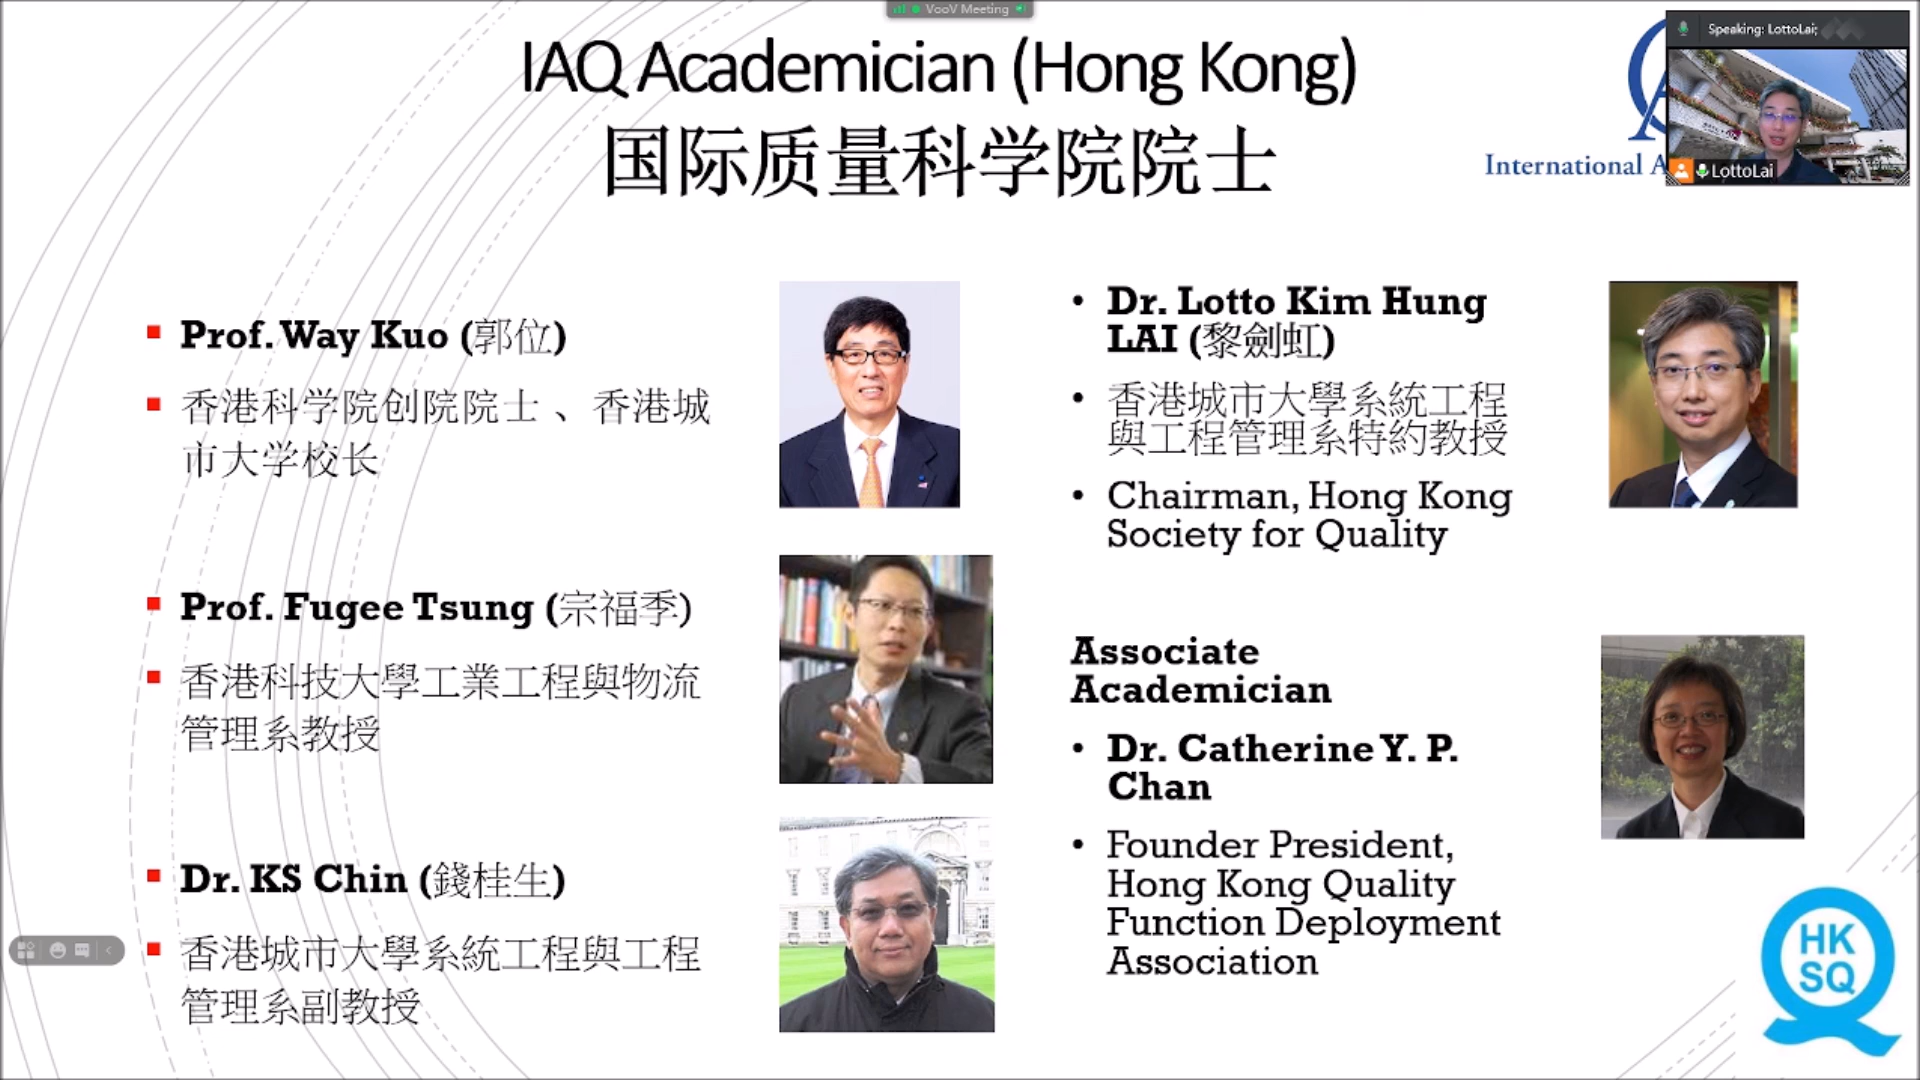 VooV Meeting
IAQ Academician (Hong Kong)
国际质量科学院院士
International A
Speaking: LottoLai;
LottoLai
Prof. Way Kuo (郭位)
香港科学院创院院士 、香港城
市大学校长
Prof. Fugee Tsung (宗福季)
香港科技大學工業工程與物流
管理系教授
Dr. KS Chin (錢桂生)
香港城市大學系統工程與工程
管理系副教授
Dr. Lotto Kim Hung
LAI (黎劍虹)
香港城市大學系統工程
與工程管理系特約教授
Chairman, Hong Kong
Society for Quality
Associate
Academician
Dr. Catherine Y. P.
Chan
Founder President,
Hong Kong Quality
Function Deployment
Association
HK
SQ